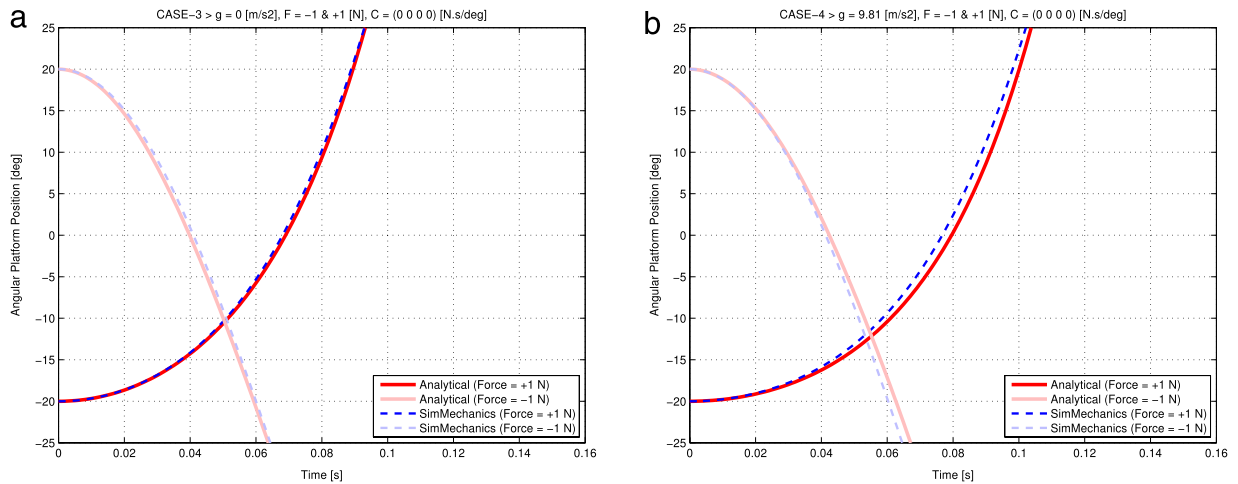 a
CASE−3 > g = 0 [m/s2], F = −1 & +1 [N], C = (0 0 0 0) [N.s/deg]
Angular Platform Position [deg]
25
20
15
10
5
0
−5
−10
−15
−20
−25
Analytical (Force = +1 N)
Analytical (Force = −1 N)
SimMechanics (Force = +1 N)
SimMechanics (Force = −1 N)
0 0.02 0.04 0.06 0.08 0.1 0.12 0.14 0.16
Time [s]
b
CASE−4 > g = 9.81 [m/s2], F = −1 & +1 [N], C = (0 0 0 0) [N.s/deg]
Angular Platform Position [deg]
25
20
15
10
5
0
−5
−10
−15
−20
−25
Analytical (Force = +1 N)
Analytical (Force = −1 N)
SimMechanics (Force = +1 N)
SimMechanics (Force = −1 N)
0 0.02 0.04 0.06 0.08 0.1 0.12 0.14 0.16
Time [s]